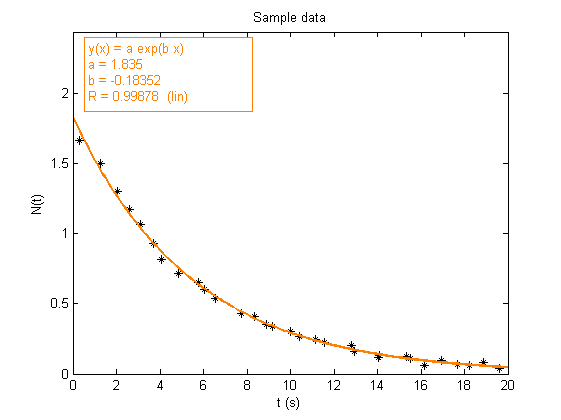 Sample data
y(x) = a exp(b x)
a = 1.835
b = -0.18352
R = 0.99878 (lin)
2
1.5
1
0.5
0
N(t)
0 2 4 6 8 10 12 14 16 18 20
t (s)